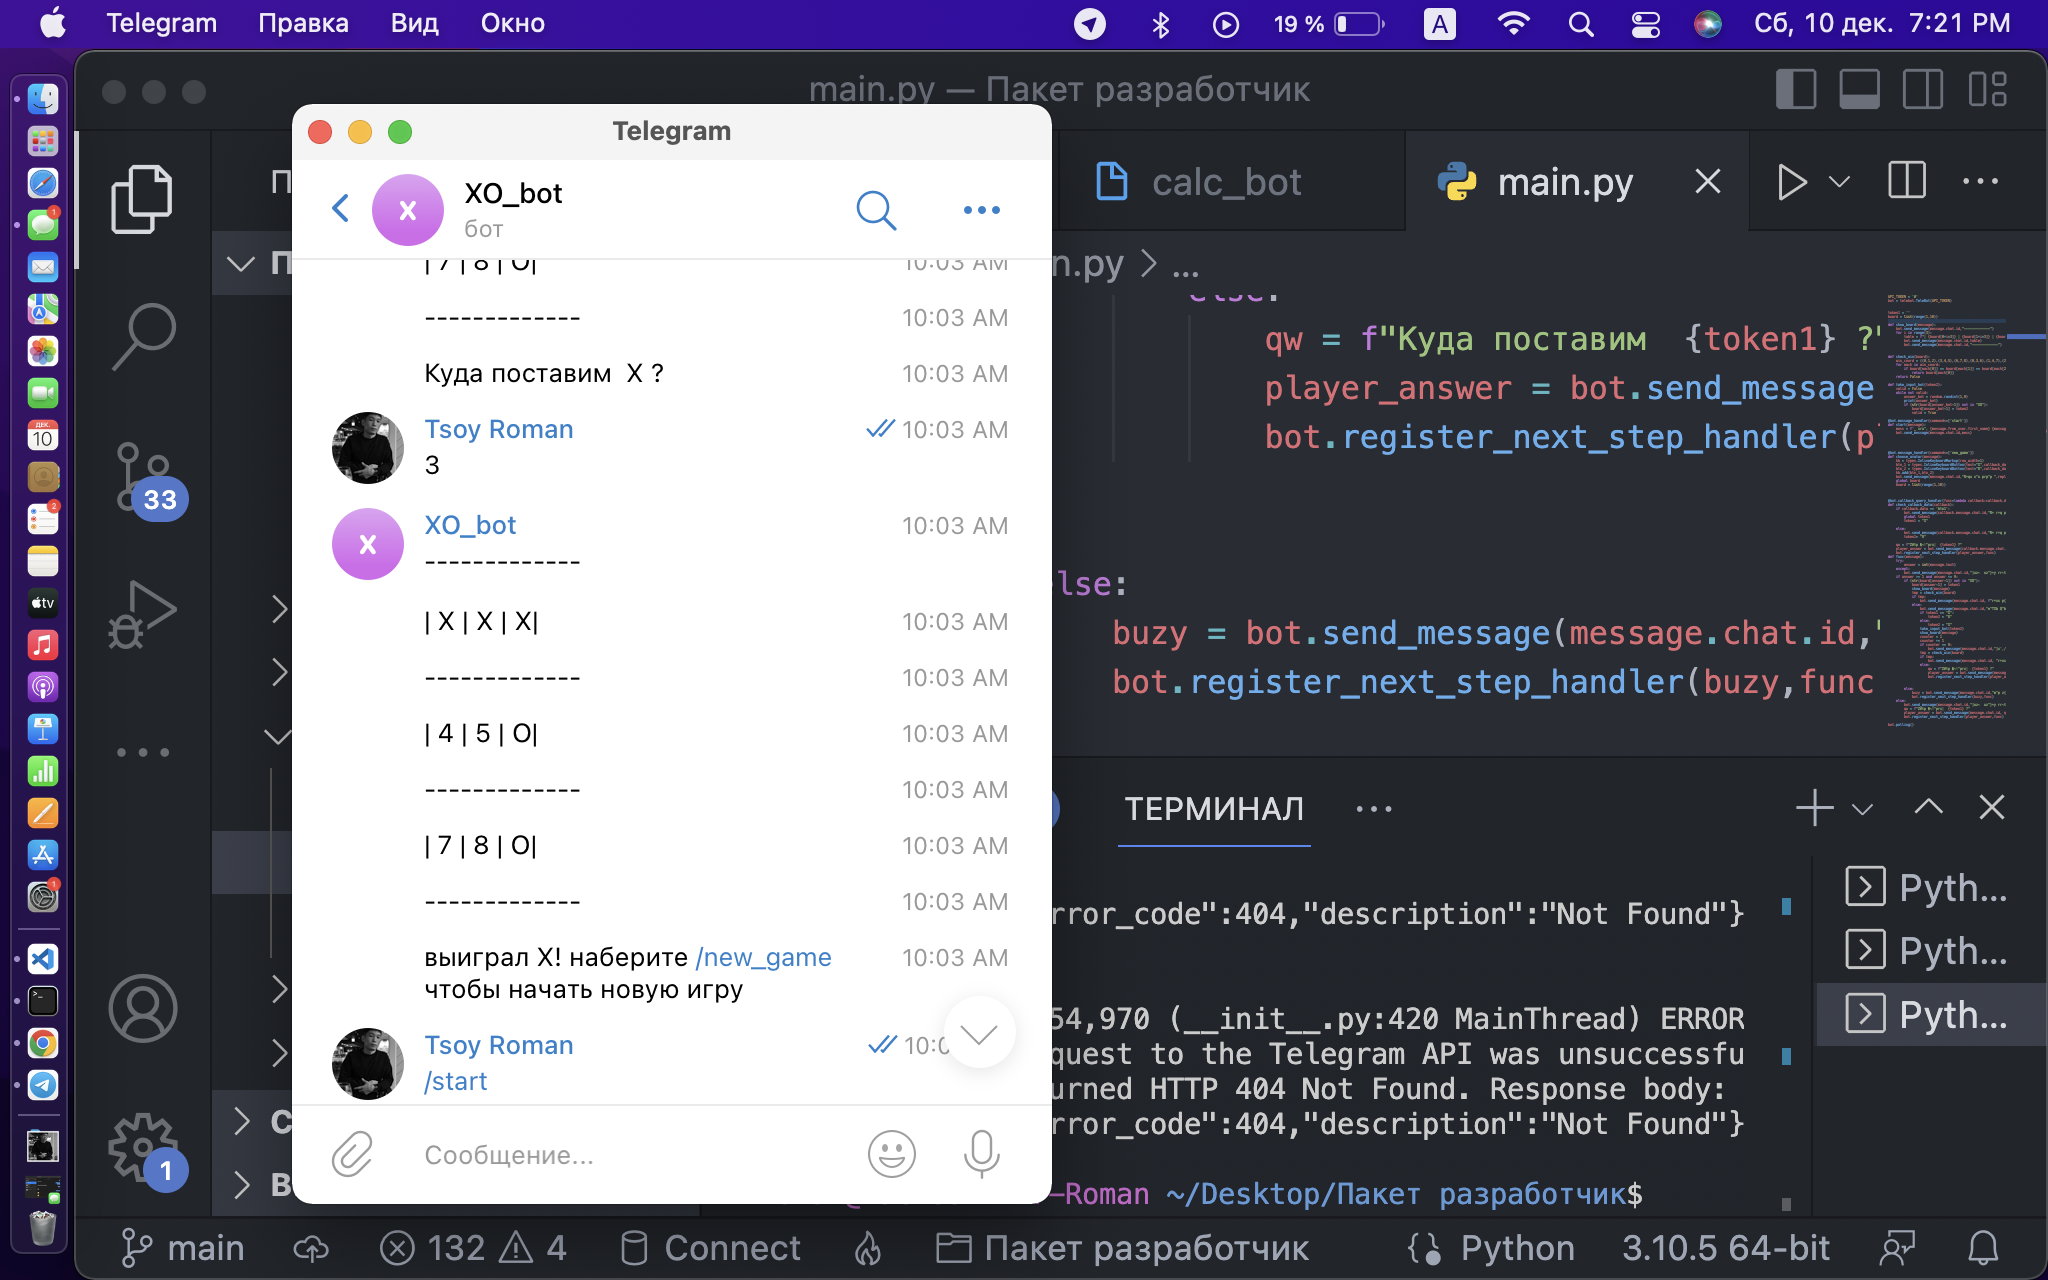 Telegram Правка Вид Окно 19 % A Сб, 10 дек. 7:21 PM
main.py — Пакет разработчик
Telegram
XO_bot
бот
calc_bot
main.py
n.py > ...
| 7 | 8 | O| 10:03 AM
------------- 10:03 AM
Куда поставим X ? 10:03 AM
Tsoy Roman 10:03 AM
3
XO_bot 10:03 AM
-------------
| X | X | X| 10:03 AM
------------- 10:03 AM
| 4 | 5 | O| 10:03 AM
------------- 10:03 AM
| 7 | 8 | O| 10:03 AM
------------- 10:03 AM
выиграл X! наберите /new_game 10:03 AM
чтобы начать новую игру
Tsoy Roman 10:0
/start
Сообщение...
else:
qw = f"Куда поставим {token1} ?"
player_answer = bot.send_message
bot.register_next_step_handler(p
lse:
buzy = bot.send_message(message.chat.id,"
bot.register_next_step_handler(buzy,func
ТЕРМИНАЛ
rror_code":404,"description":"Not Found"}
54,970 (__init__.py:420 MainThread) ERROR
quest to the Telegram API was unsuccessfu
urned HTTP 404 Not Found. Response body:
rror_code":404,"description":"Not Found"}
—Roman ~/Desktop/Пакет разработчик$
Pyth...
Pyth...
Pyth...
33
1
П
П
С
В
ДЕК.
10
tv
X
X
main 132 4 Connect Пакет разработчик Python 3.10.5 64-bit